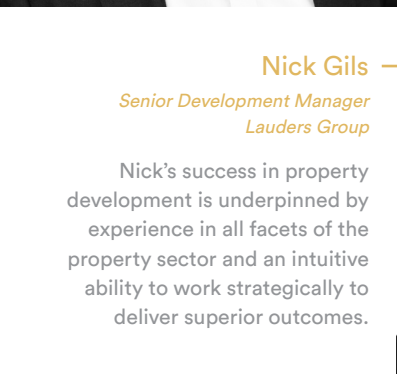 Nick Gils
Senior Development Manager
Lauders Group
Nick’s success in property
development is underpinned by
experience in all facets of the
property sector and an intuitive
ability to work strategically to
deliver superior outcomes.